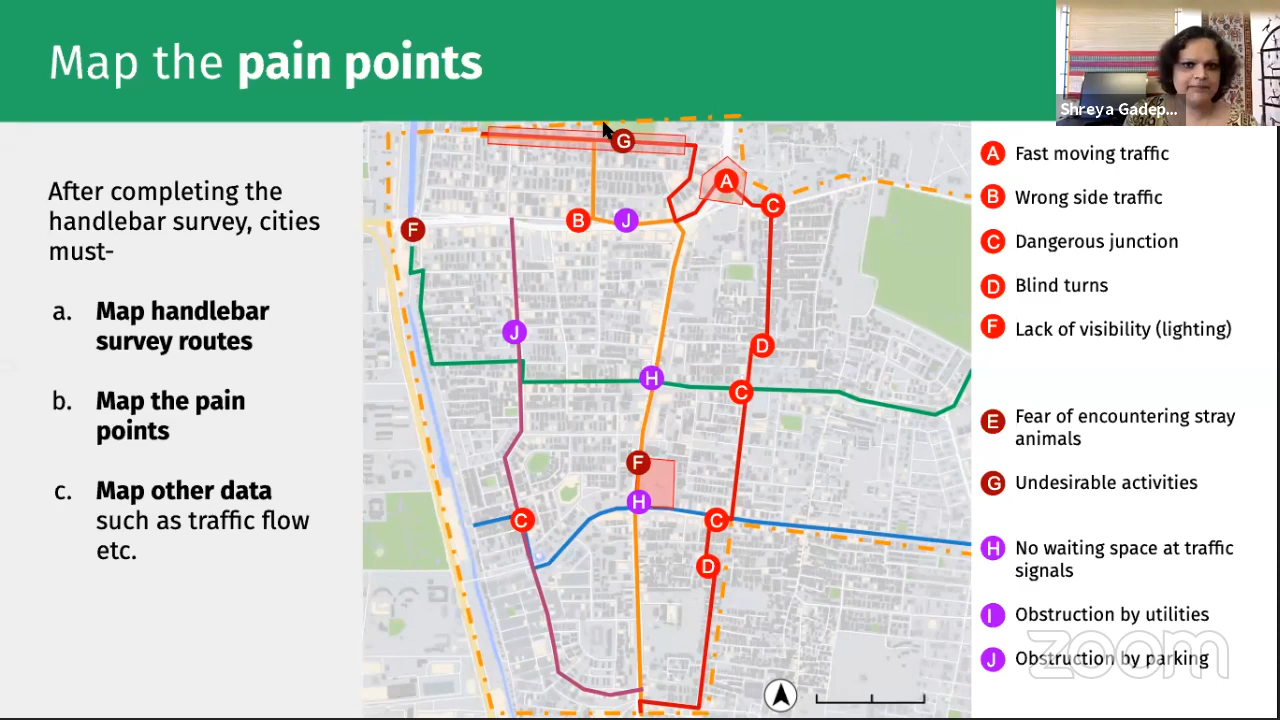 Map the pain points
Shreya Gadep...
After completing the
handlebar survey, cities
must-
a. Map handlebar
survey routes
b. Map the pain
points
c. Map other data
such as traffic flow
etc.
G
A
C
B
J
F
J
D
H
C
F
H
C
C
D
A Fast moving traffic
B Wrong side traffic
C Dangerous junction
D Blind turns
F Lack of visibility (lighting)
E Fear of encountering stray
animals
G Undesirable activities
H No waiting space at traffic
signals
I Obstruction by utilities
J Obstruction by parking
zoom